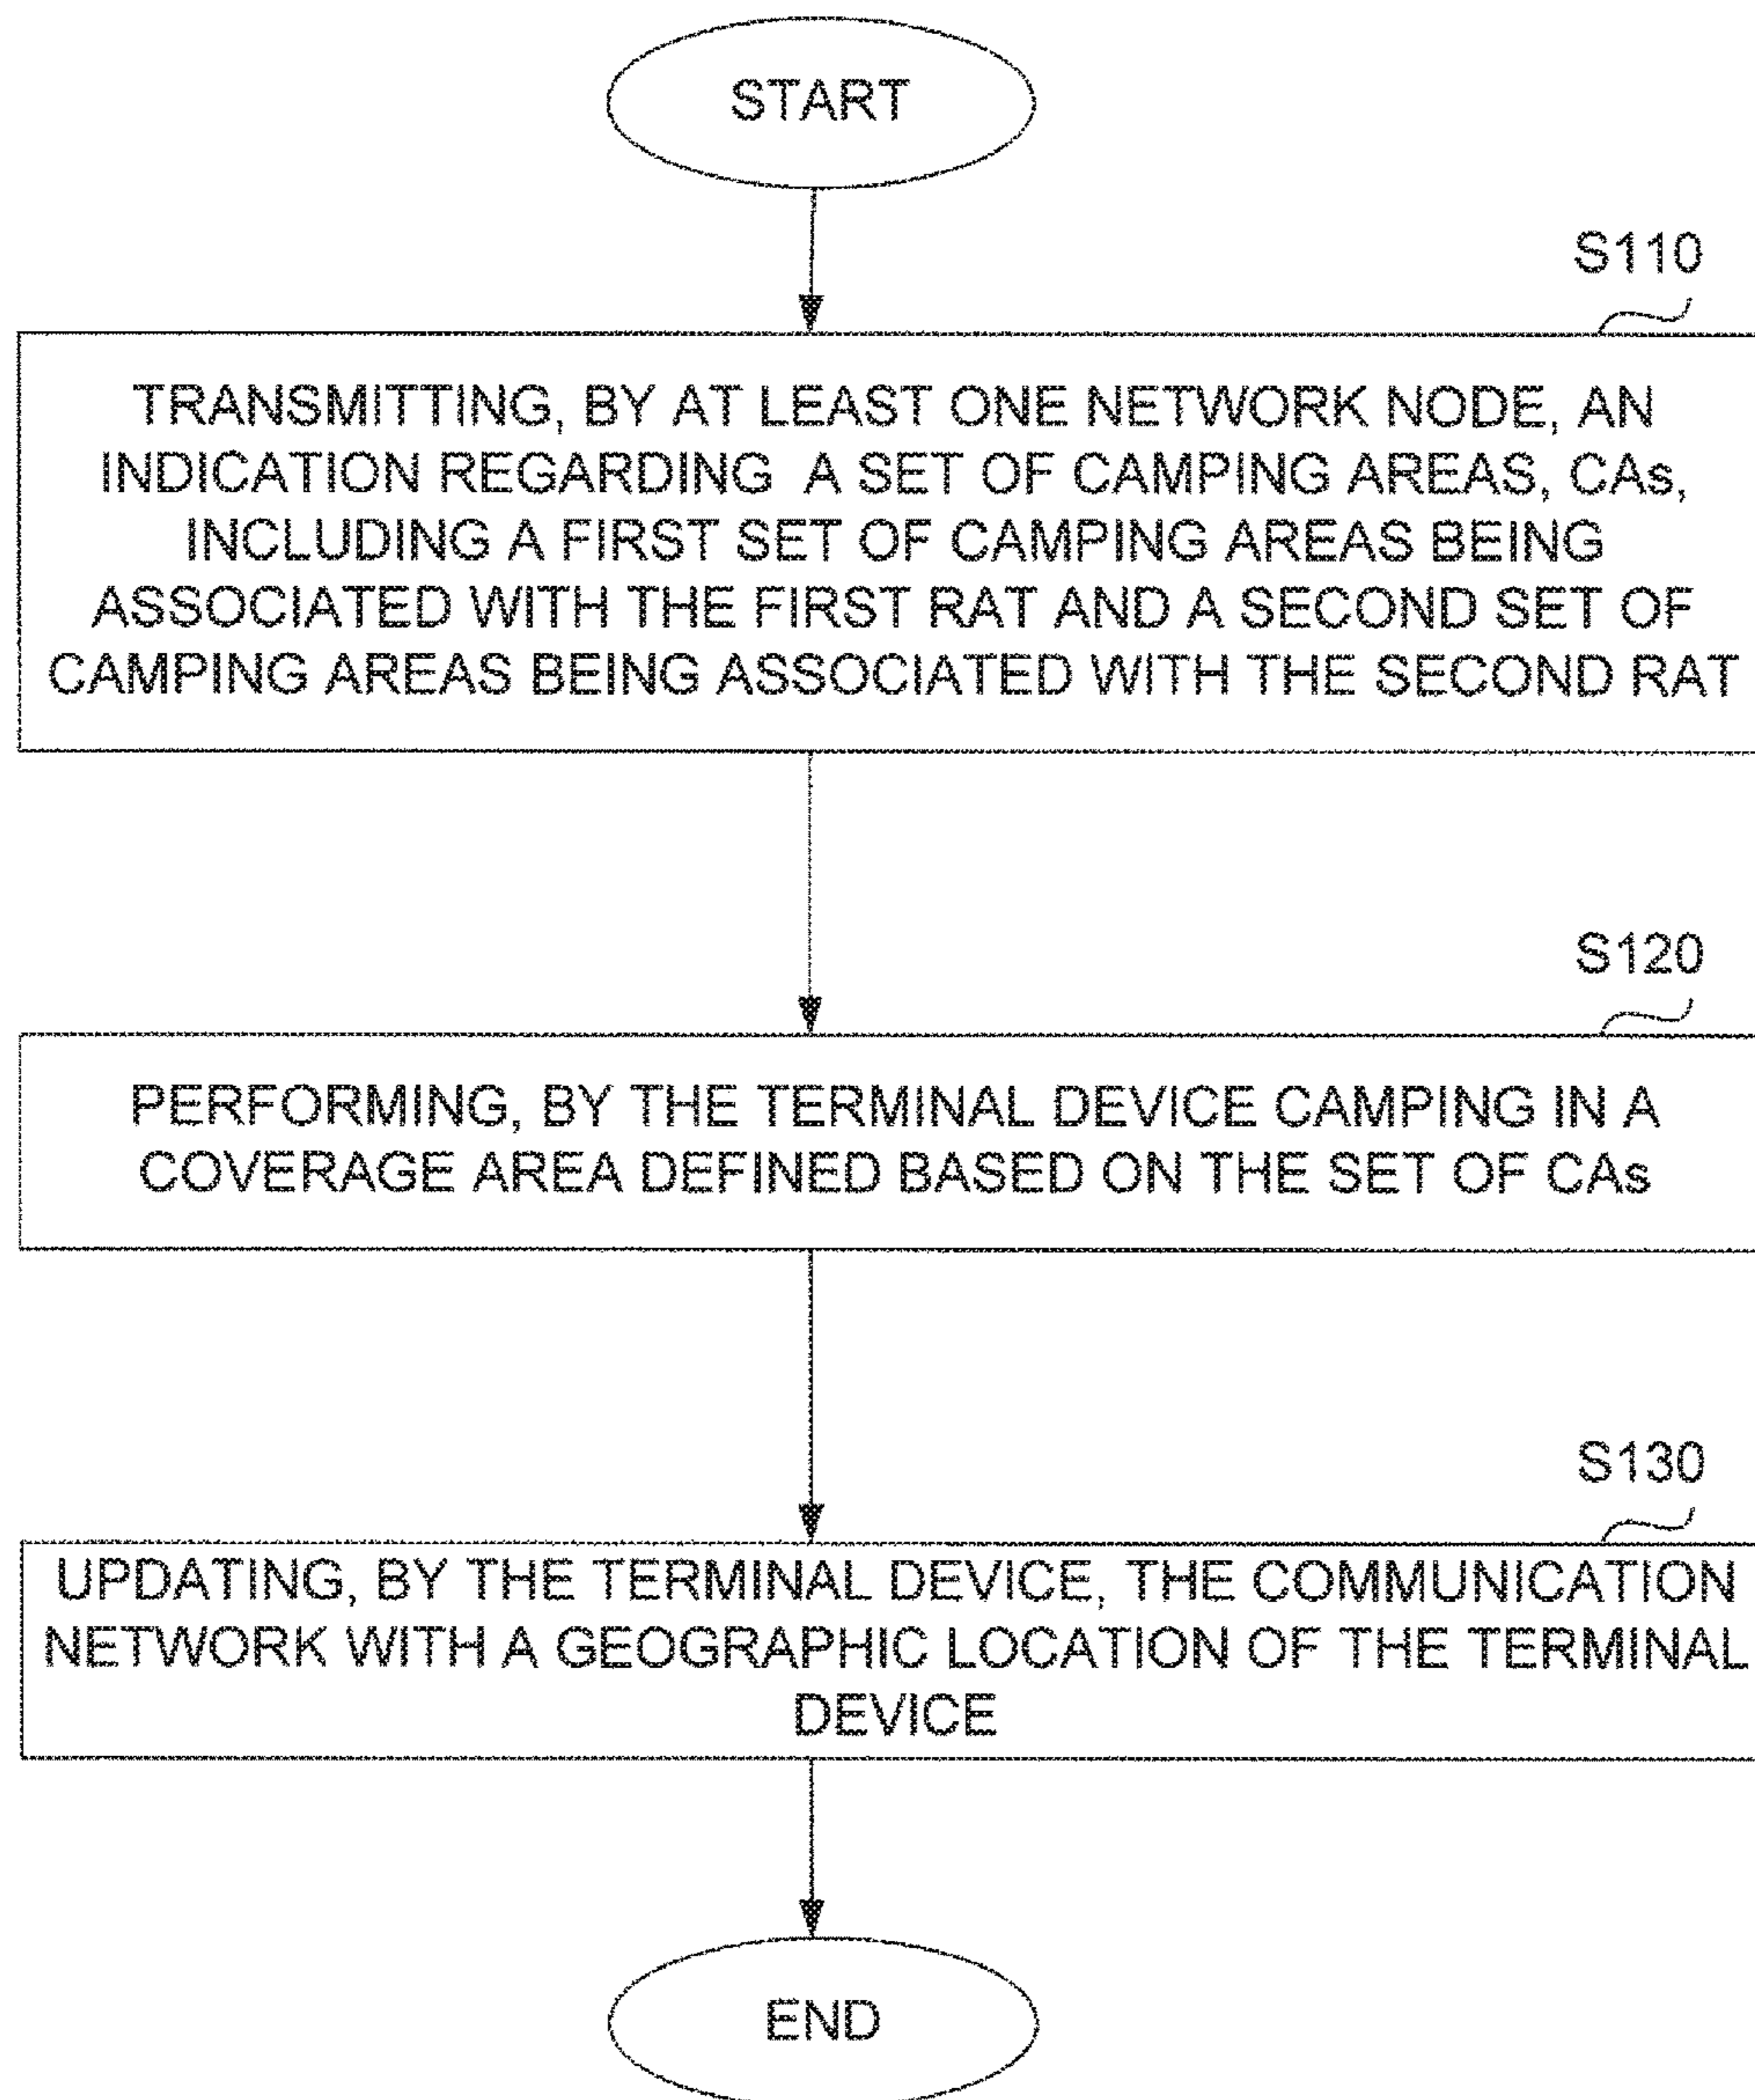 START
S110
TRANSMITTING, BY AT LEAST ONE NETWORK NODE, AN
INDICATION REGARDING A SET OF CAMPING AREAS, CAs,
INCLUDING A FIRST SET OF CAMPING AREAS BEING
ASSOCIATED WITH THE FIRST RAT AND A SECOND SET OF
CAMPING AREAS BEING ASSOCIATED WITH THE SECOND RAT
S120
PERFORMING, BY THE TERMINAL DEVICE CAMPING IN A
COVERAGE AREA DEFINED BASED ON THE SET OF CAs
S130
UPDATING, BY THE TERMINAL DEVICE, THE COMMUNICATION
NETWORK WITH A GEOGRAPHIC LOCATION OF THE TERMINAL
DEVICE
END